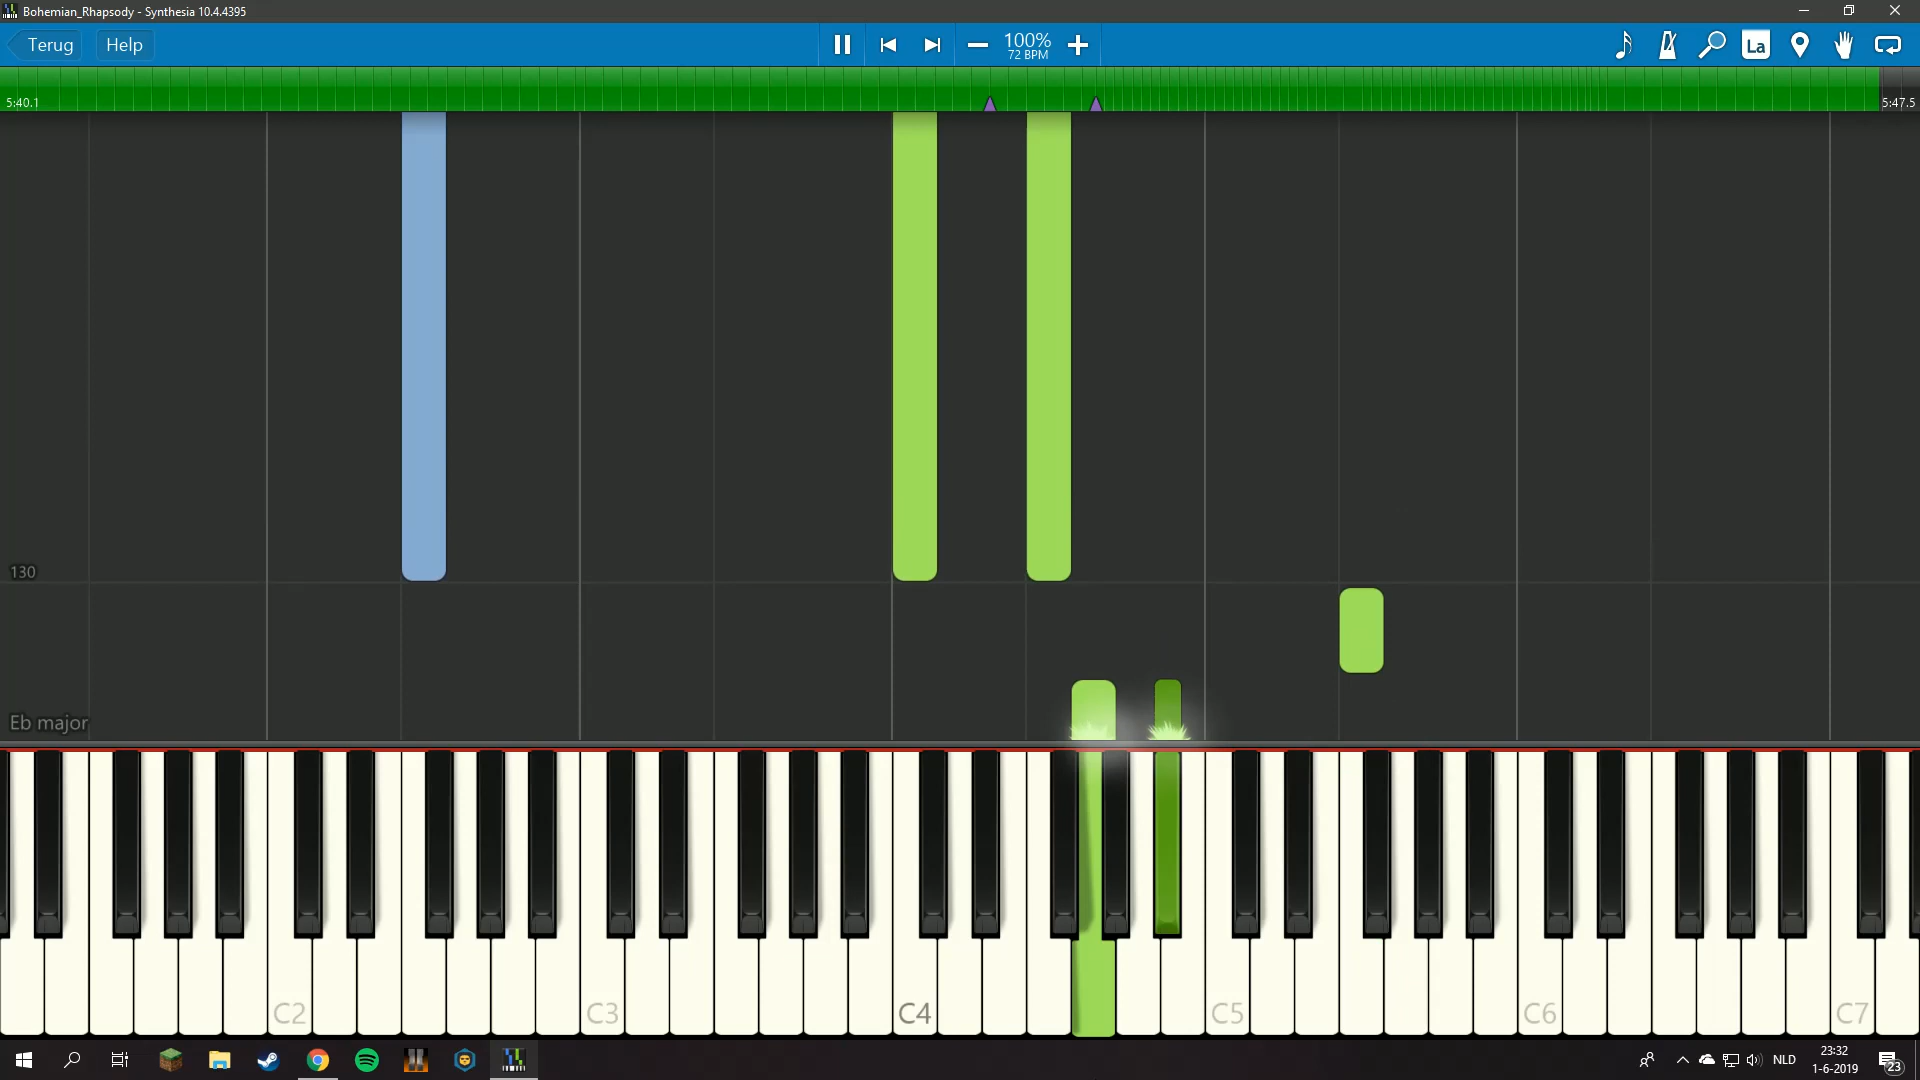 Bohemian_Rhapsody - Synthesia 10.4.4395
Terug
Help
100%
72 BPM
La
5:40.1
5:47.5
130
Eb major
C2
C3
C4
C5
C6
C7
NLD
23:32
1-6-2019
23